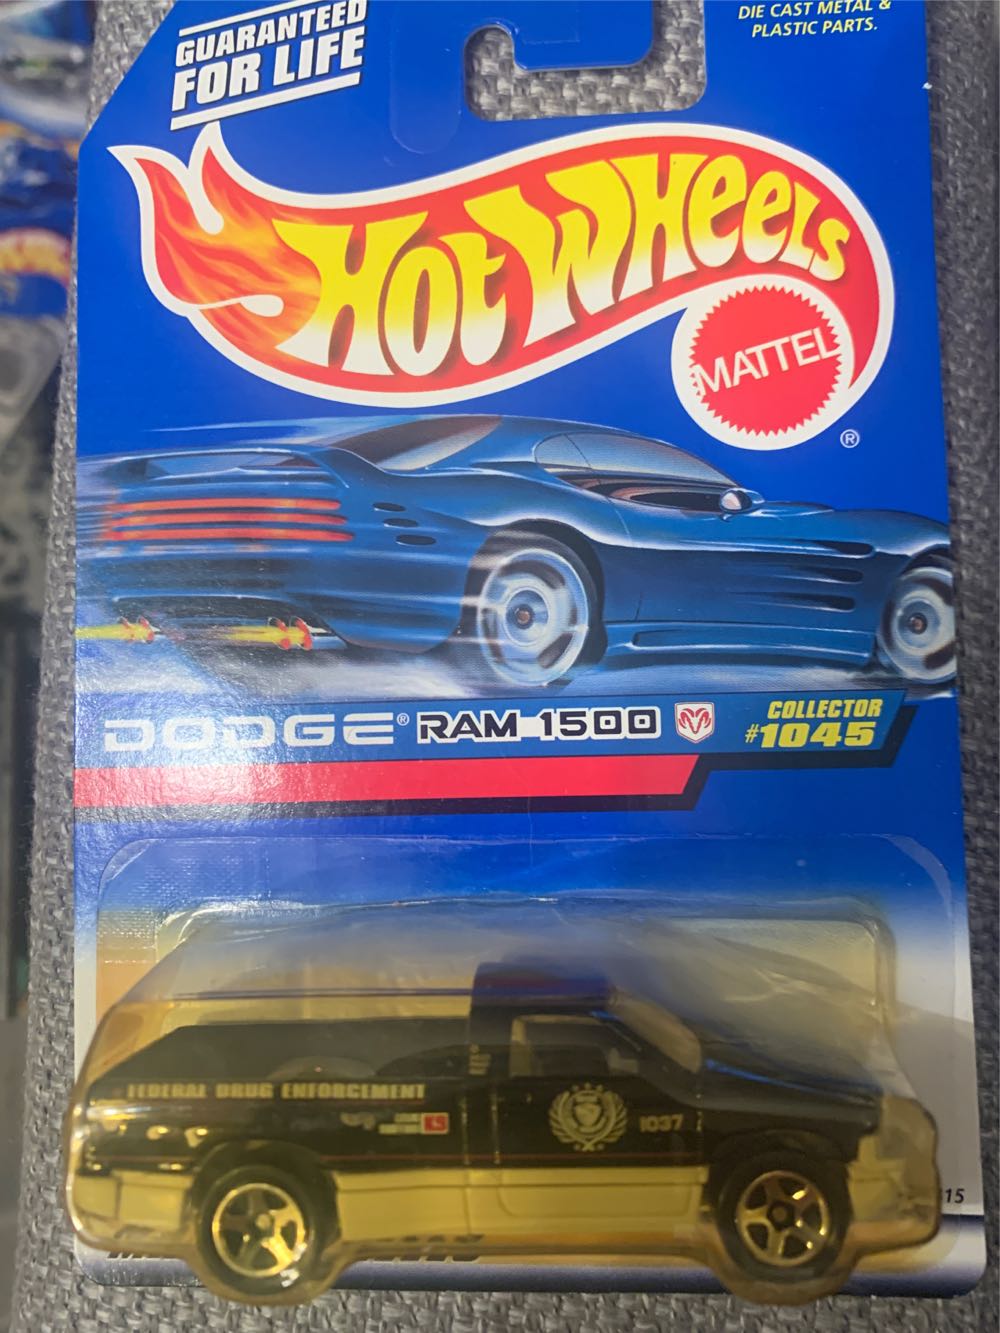 GUARANTEED
FOR LIFE
DIE CAST METAL &
PLASTIC PARTS.
HOT WHEELS
MATTEL
®
DODGE® RAM 1500
COLLECTOR
#1045
FEDERAL DRUG ENFORCEMENT
1037
15